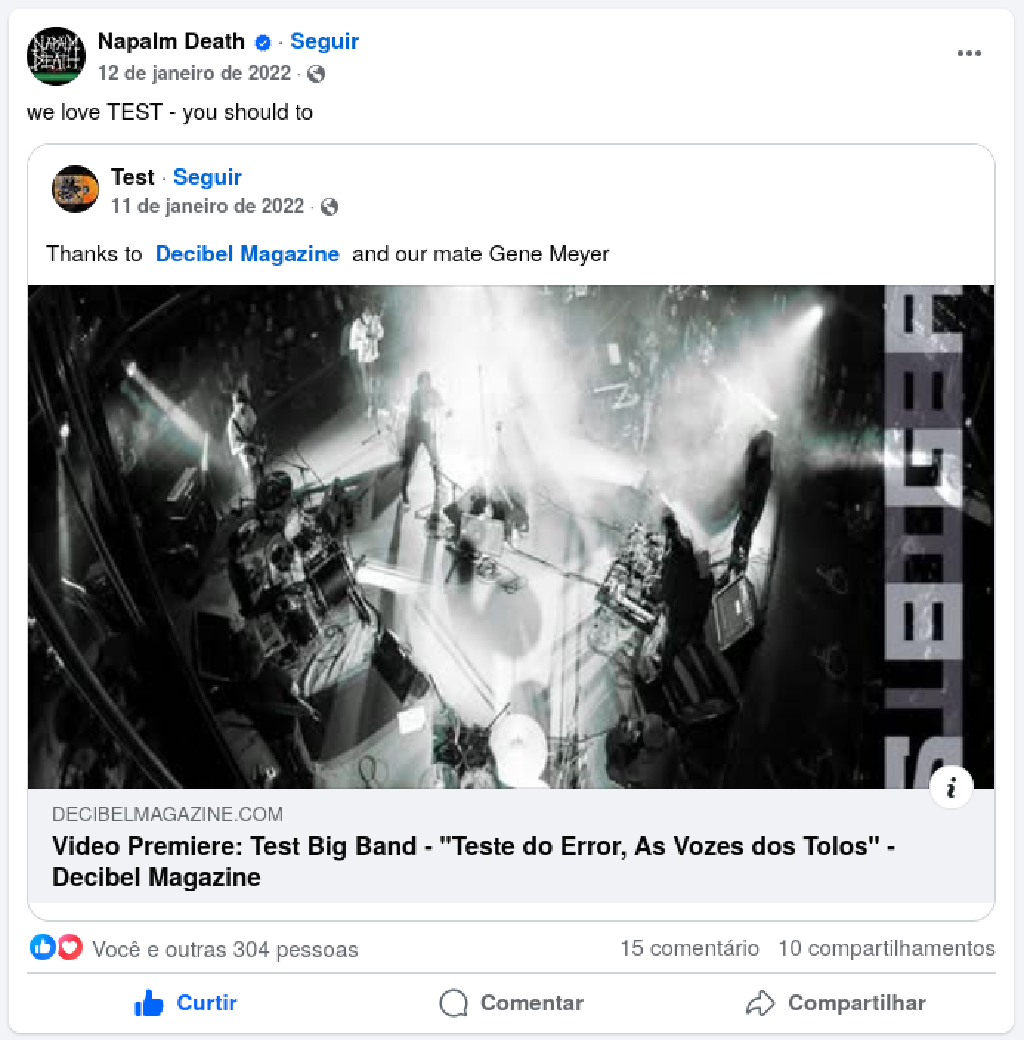 NAPALM DEATH
Napalm Death · Seguir
12 de janeiro de 2022 ·
we love TEST - you should to
Test · Seguir
11 de janeiro de 2022 ·
Thanks to Decibel Magazine and our mate Gene Meyer
DECIBELMAGAZINE.COM
Video Premiere: Test Big Band - "Teste do Error, As Vozes dos Tolos" -
Decibel Magazine
Você e outras 304 pessoas 15 comentário 10 compartilhamentos
Curtir Comentar Compartilhar